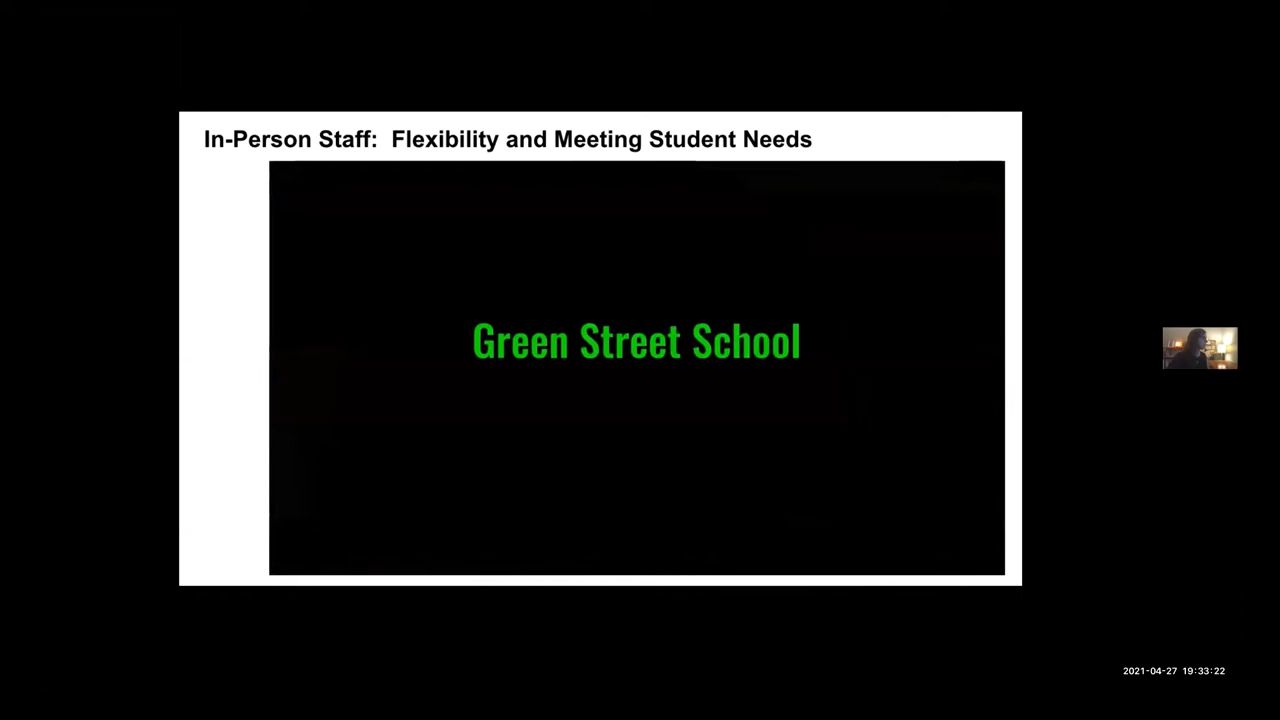 In-Person Staff:  Flexibility and Meeting Student Needs
Green Street School
2021-04-27 19:33:22